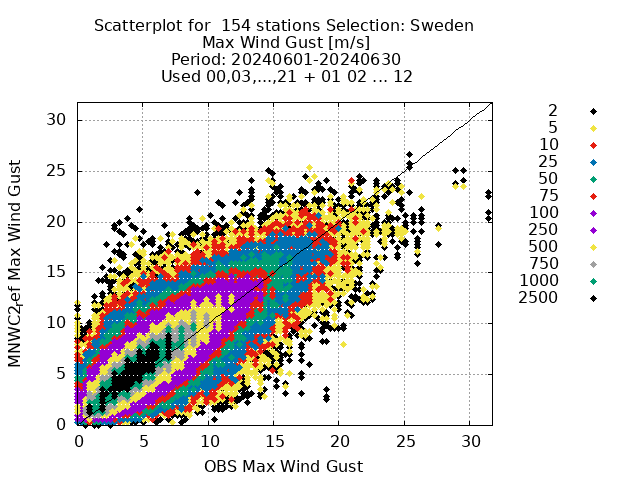 Scatterplot for  154 stations Selection: Sweden
Max Wind Gust [m/s]
Period: 20240601-20240630
Used 00,03,...,21 + 01 02 ... 12
30
25
20
15
10
5
0
0 5 10 15 20 25 30
MNWC2,ef Max Wind Gust
OBS Max Wind Gust
2
5
10
25
50
75
100
250
500
750
1000
2500